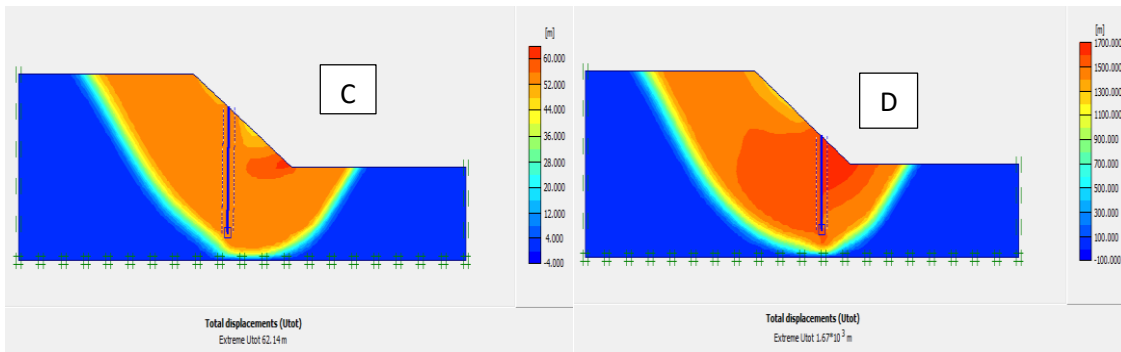 [m]
60.000
52.000
44.000
36.000
28.000
20.000
12.000
4.000
-4.000
C
Total displacements (Utot)
Extreme Utot 62.14 m
[m]
1700.000
1500.000
1300.000
1100.000
900.000
700.000
500.000
300.000
100.000
-100.000
D
Total displacements (Utot)
Extreme Utot 1.67*10³ m